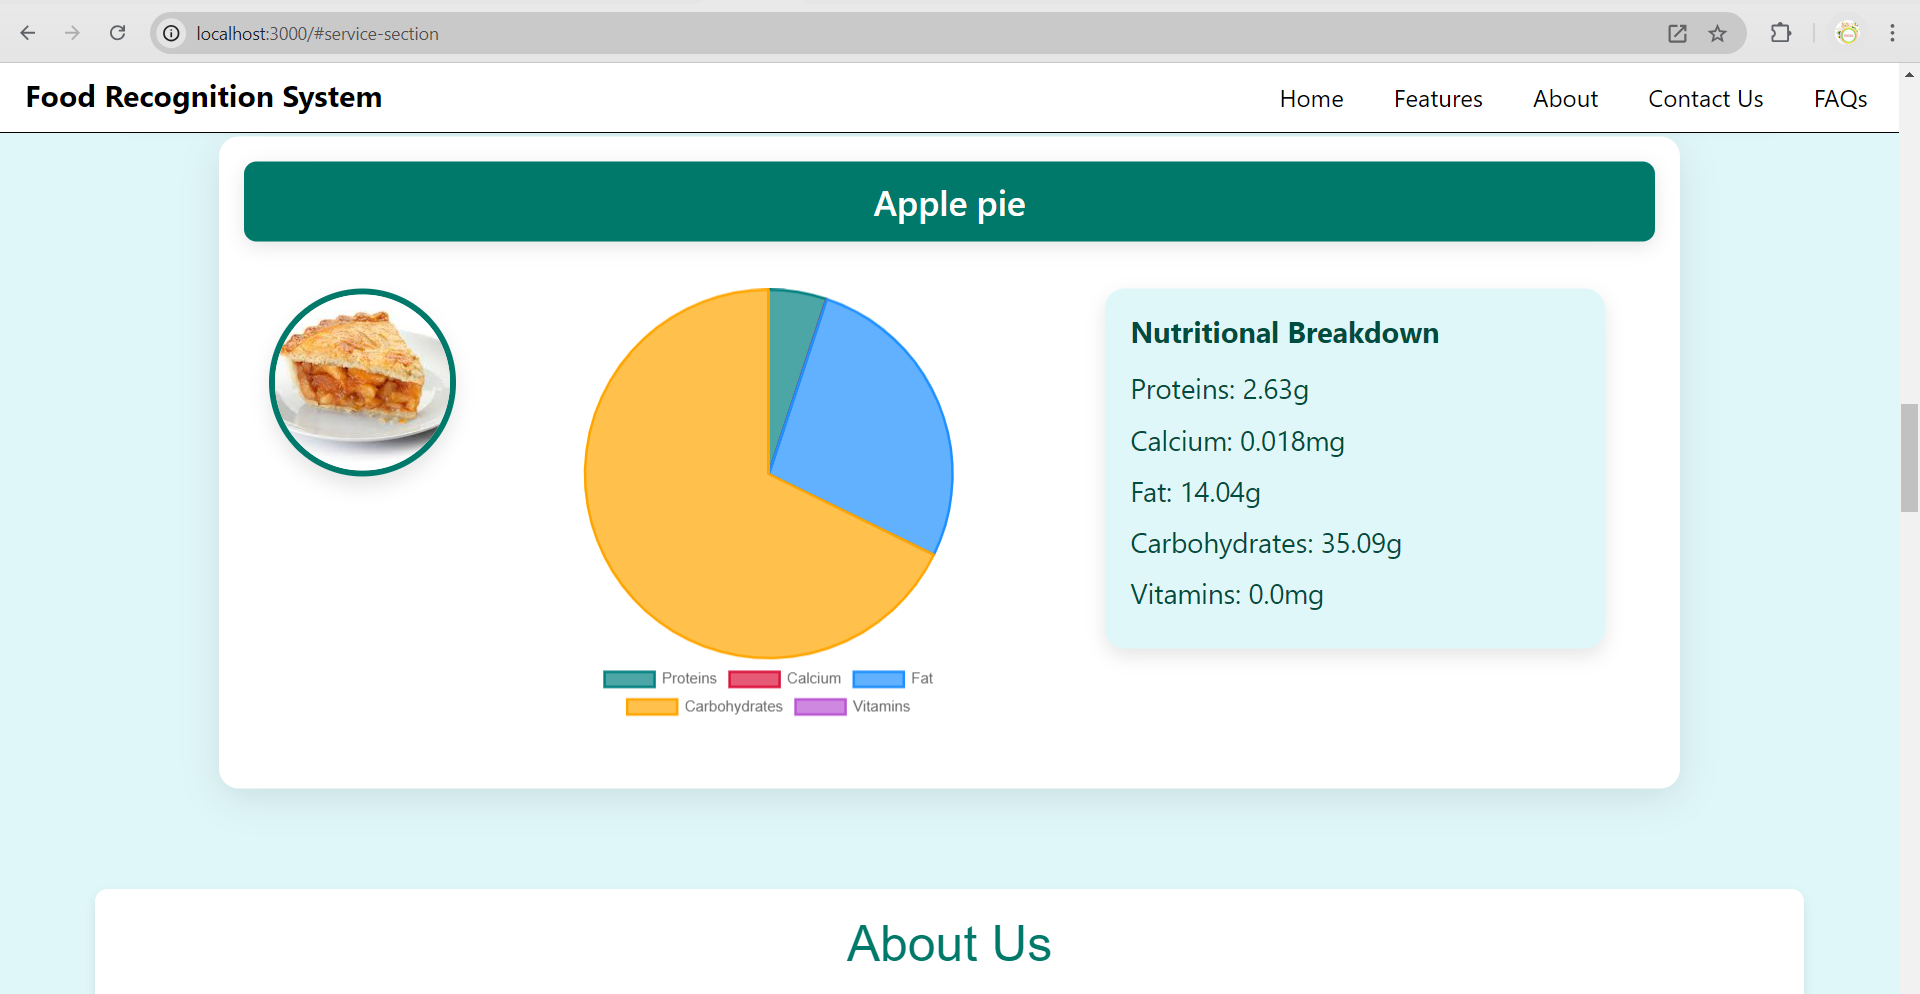 localhost:3000/#service-section
Food Recognition System
Home Features About Contact Us FAQs
Apple pie
Proteins Calcium Fat
Carbohydrates Vitamins
Nutritional Breakdown
Proteins: 2.63g
Calcium: 0.018mg
Fat: 14.04g
Carbohydrates: 35.09g
Vitamins: 0.0mg
About Us